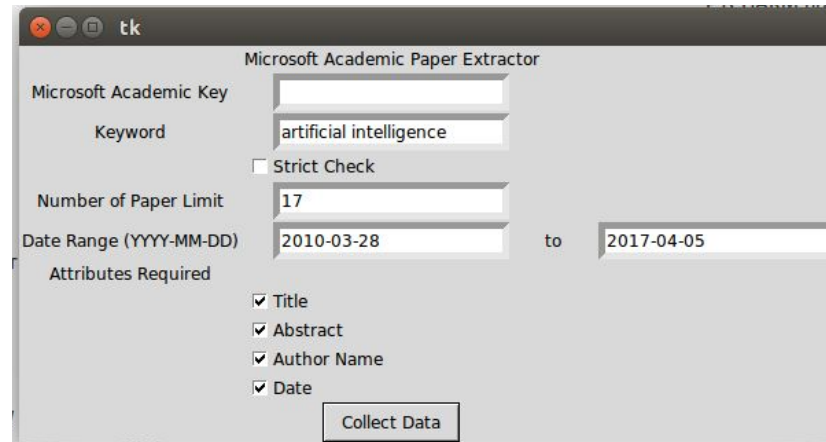 tk
Microsoft Academic Paper Extractor
Microsoft Academic Key
Keyword artificial intelligence
Strict Check
Number of Paper Limit 17
Date Range (YYYY-MM-DD) 2010-03-28 to 2017-04-05
Attributes Required
Title
Abstract
Author Name
Date
Collect Data